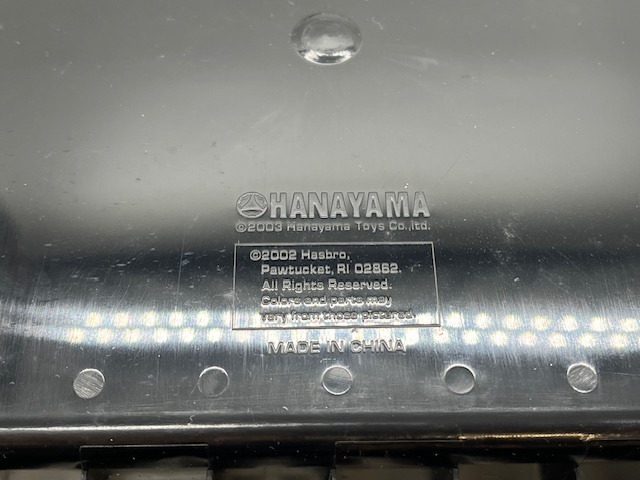 HANAYAMA
©2003 Hanayama Toys Co.,ltd.
©2002 Hasbro,
Pawtucket, RI 02862.
All Rights Reserved.
Colors and parts may
vary from those pictured.
MADE IN CHINA